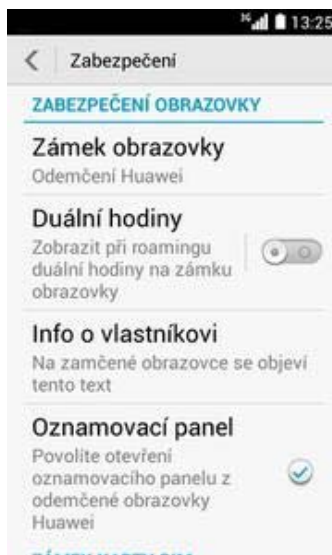 13:25
Zabezpečení
ZABEZPEČENÍ OBRAZOVKY
Zámek obrazovky
Odemčení Huawei
Duální hodiny
Zobrazit při roamingu
duální hodiny na zámku
obrazovky
Info o vlastníkovi
Na zamčené obrazovce se objeví
tento text
Oznamovací panel
Povolíte otevření
oznamovacího panelu z
odemčené obrazovky
Huawei